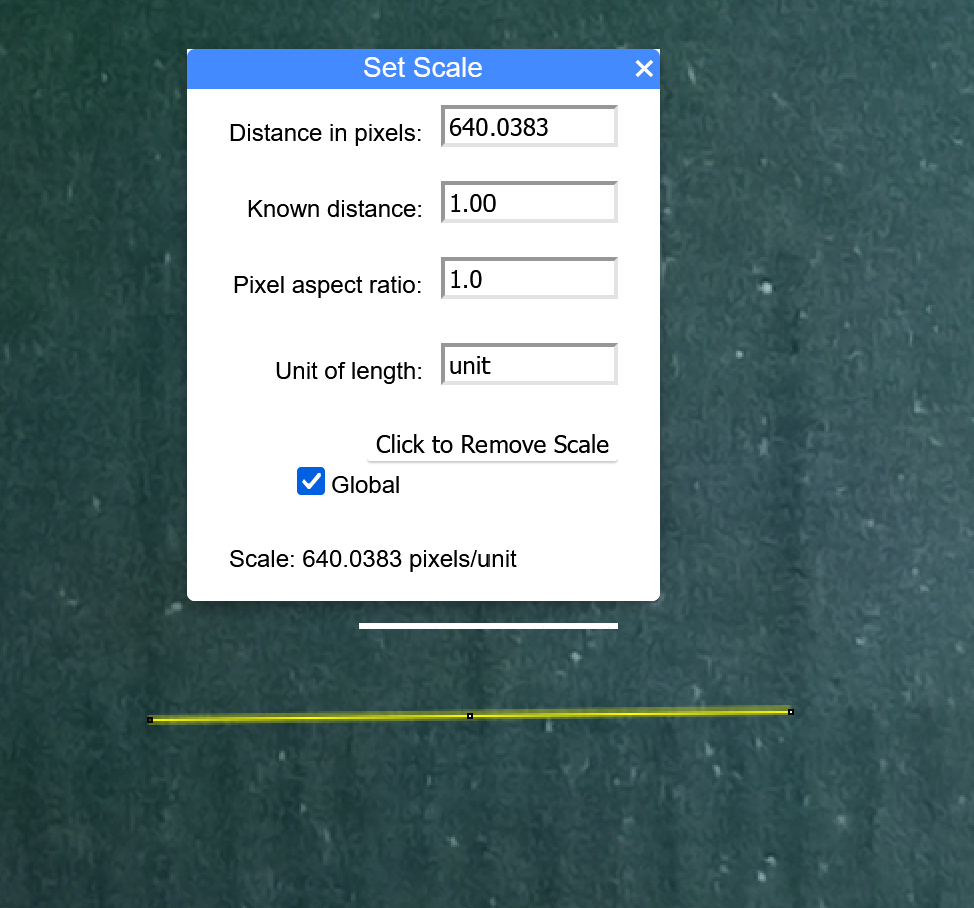 Set Scale
Distance in pixels: 640.0383
Known distance: 1.00
Pixel aspect ratio: 1.0
Unit of length: unit
Click to Remove Scale
Global
Scale: 640.0383 pixels/unit